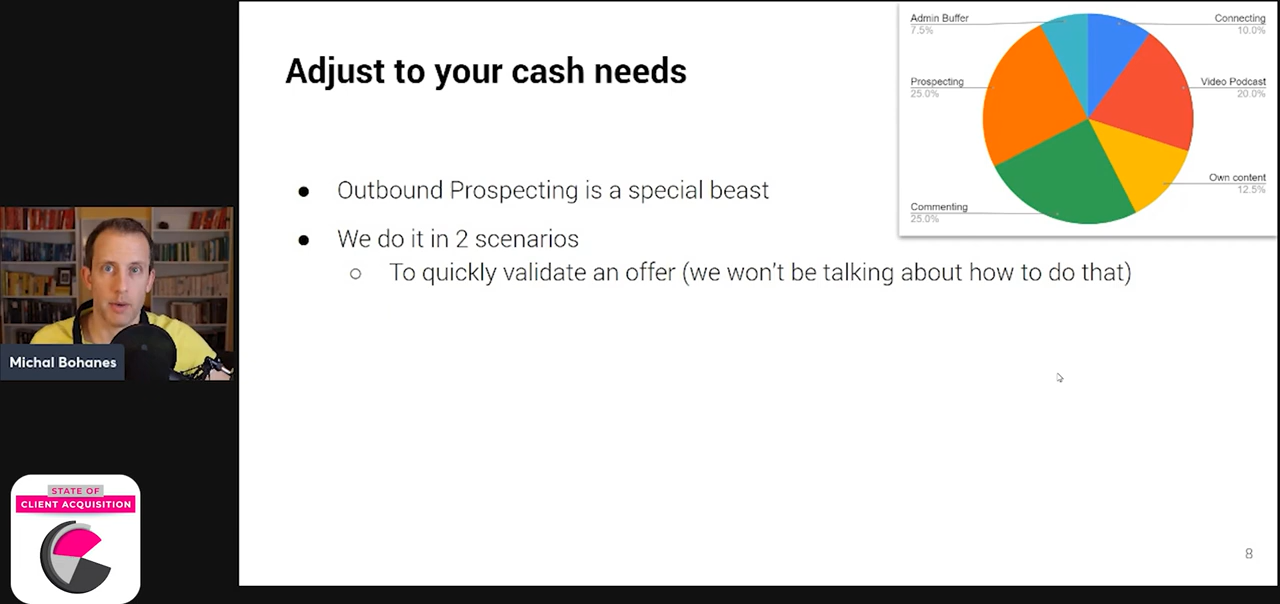 Adjust to your cash needs
● Outbound Prospecting is a special beast
● We do it in 2 scenarios
○ To quickly validate an offer (we won't be talking about how to do that)
Admin Buffer
7.5%
Connecting
10.0%
Prospecting
25.0%
Video Podcast
20.0%
Own content
12.5%
Commenting
25.0%
Michal Bohanes
STATE OF
CLIENT ACQUISITION
8